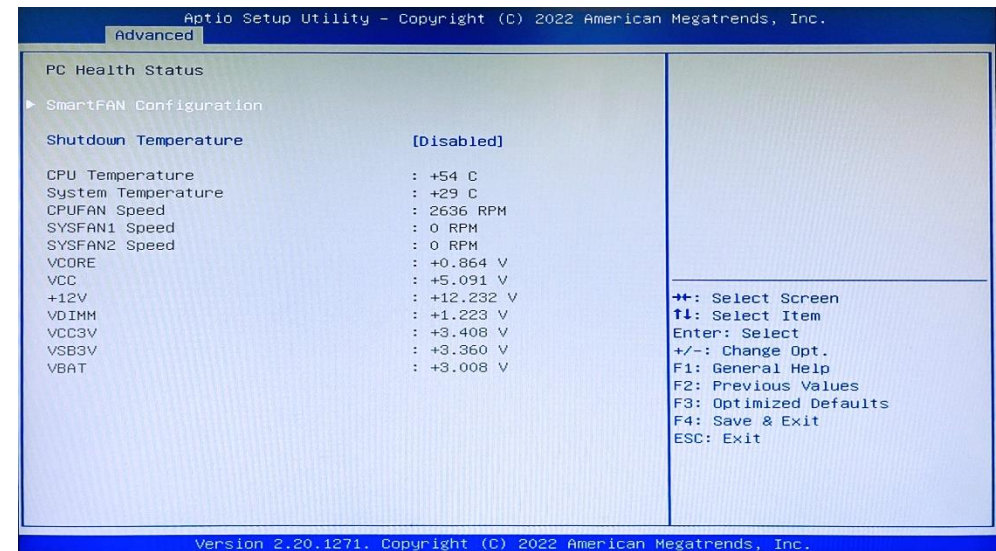 Aptio Setup Utility – Copyright (C) 2022 American Megatrends, Inc.
Advanced
PC Health Status
SmartFAN Configuration
Shutdown Temperature [Disabled]
CPU Temperature : +54 C
System Temperature : +29 C
CPUFAN Speed : 2636 RPM
SYSFAN1 Speed : 0 RPM
SYSFAN2 Speed : 0 RPM
VCORE : +0.864 V
VCC : +5.091 V
+12V : +12.232 V
VDIMM : +1.223 V
VCC3V : +3.408 V
VSB3V : +3.360 V
VBAT : +3.008 V
→←: Select Screen
↑↓: Select Item
Enter: Select
+/-: Change Opt.
F1: General Help
F2: Previous Values
F3: Optimized Defaults
F4: Save & Exit
ESC: Exit
Version 2.20.1271. Copyright (C) 2022 American Megatrends, Inc.